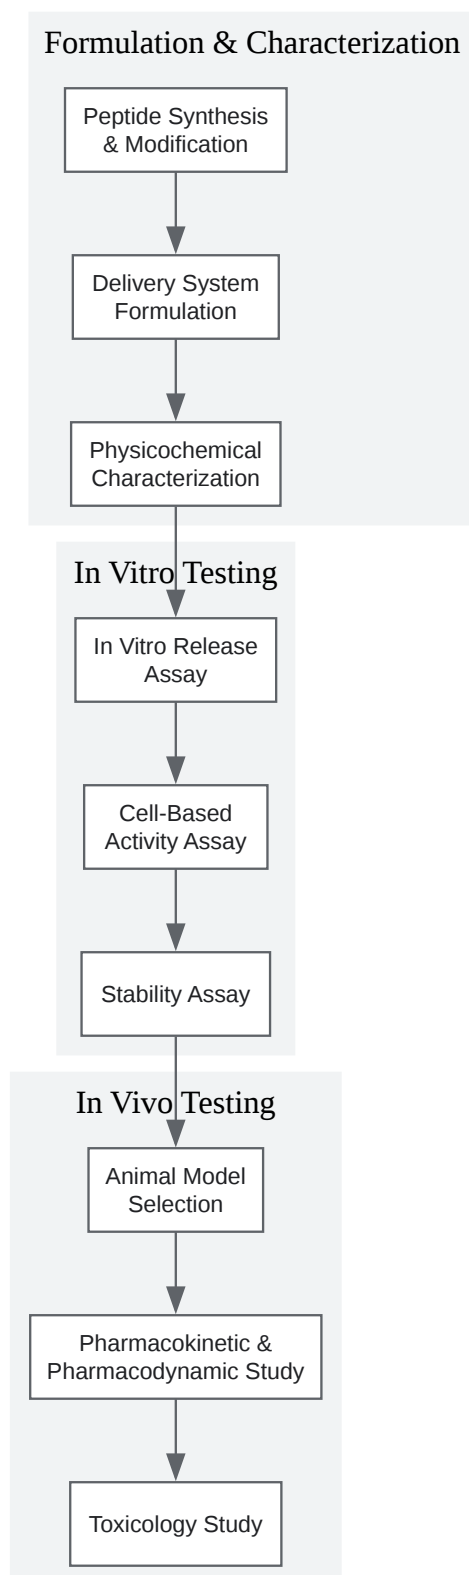 Formulation & Characterization
Peptide Synthesis
& Modification
Delivery System
Formulation
Physicochemical
Characterization
In Vitro Testing
In Vitro Release
Assay
Cell-Based
Activity Assay
Stability Assay
In Vivo Testing
Animal Model
Selection
Pharmacokinetic &
Pharmacodynamic Study
Toxicology Study